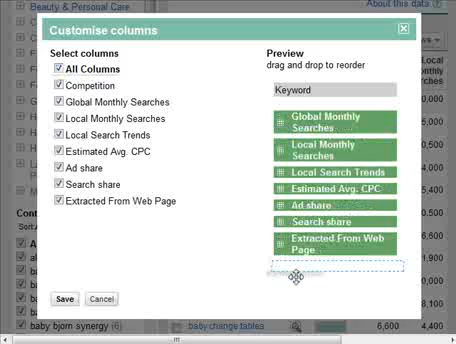 Beauty & Personal Care
About this data
Customise columns
Select columns
All Columns
Competition
Global Monthly Searches
Local Monthly Searches
Local Search Trends
Estimated Avg. CPC
Ad share
Search share
Extracted From Web Page
Preview
drag and drop to reorder
Keyword
Global Monthly
Searches
Local Monthly
Searches
Local Search Trends
Estimated Avg. CPC
Ad share
Search share
Extracted From Web
Page
Save
Cancel
baby bjorn synergy (6)
baby change tables
6,600
4,400